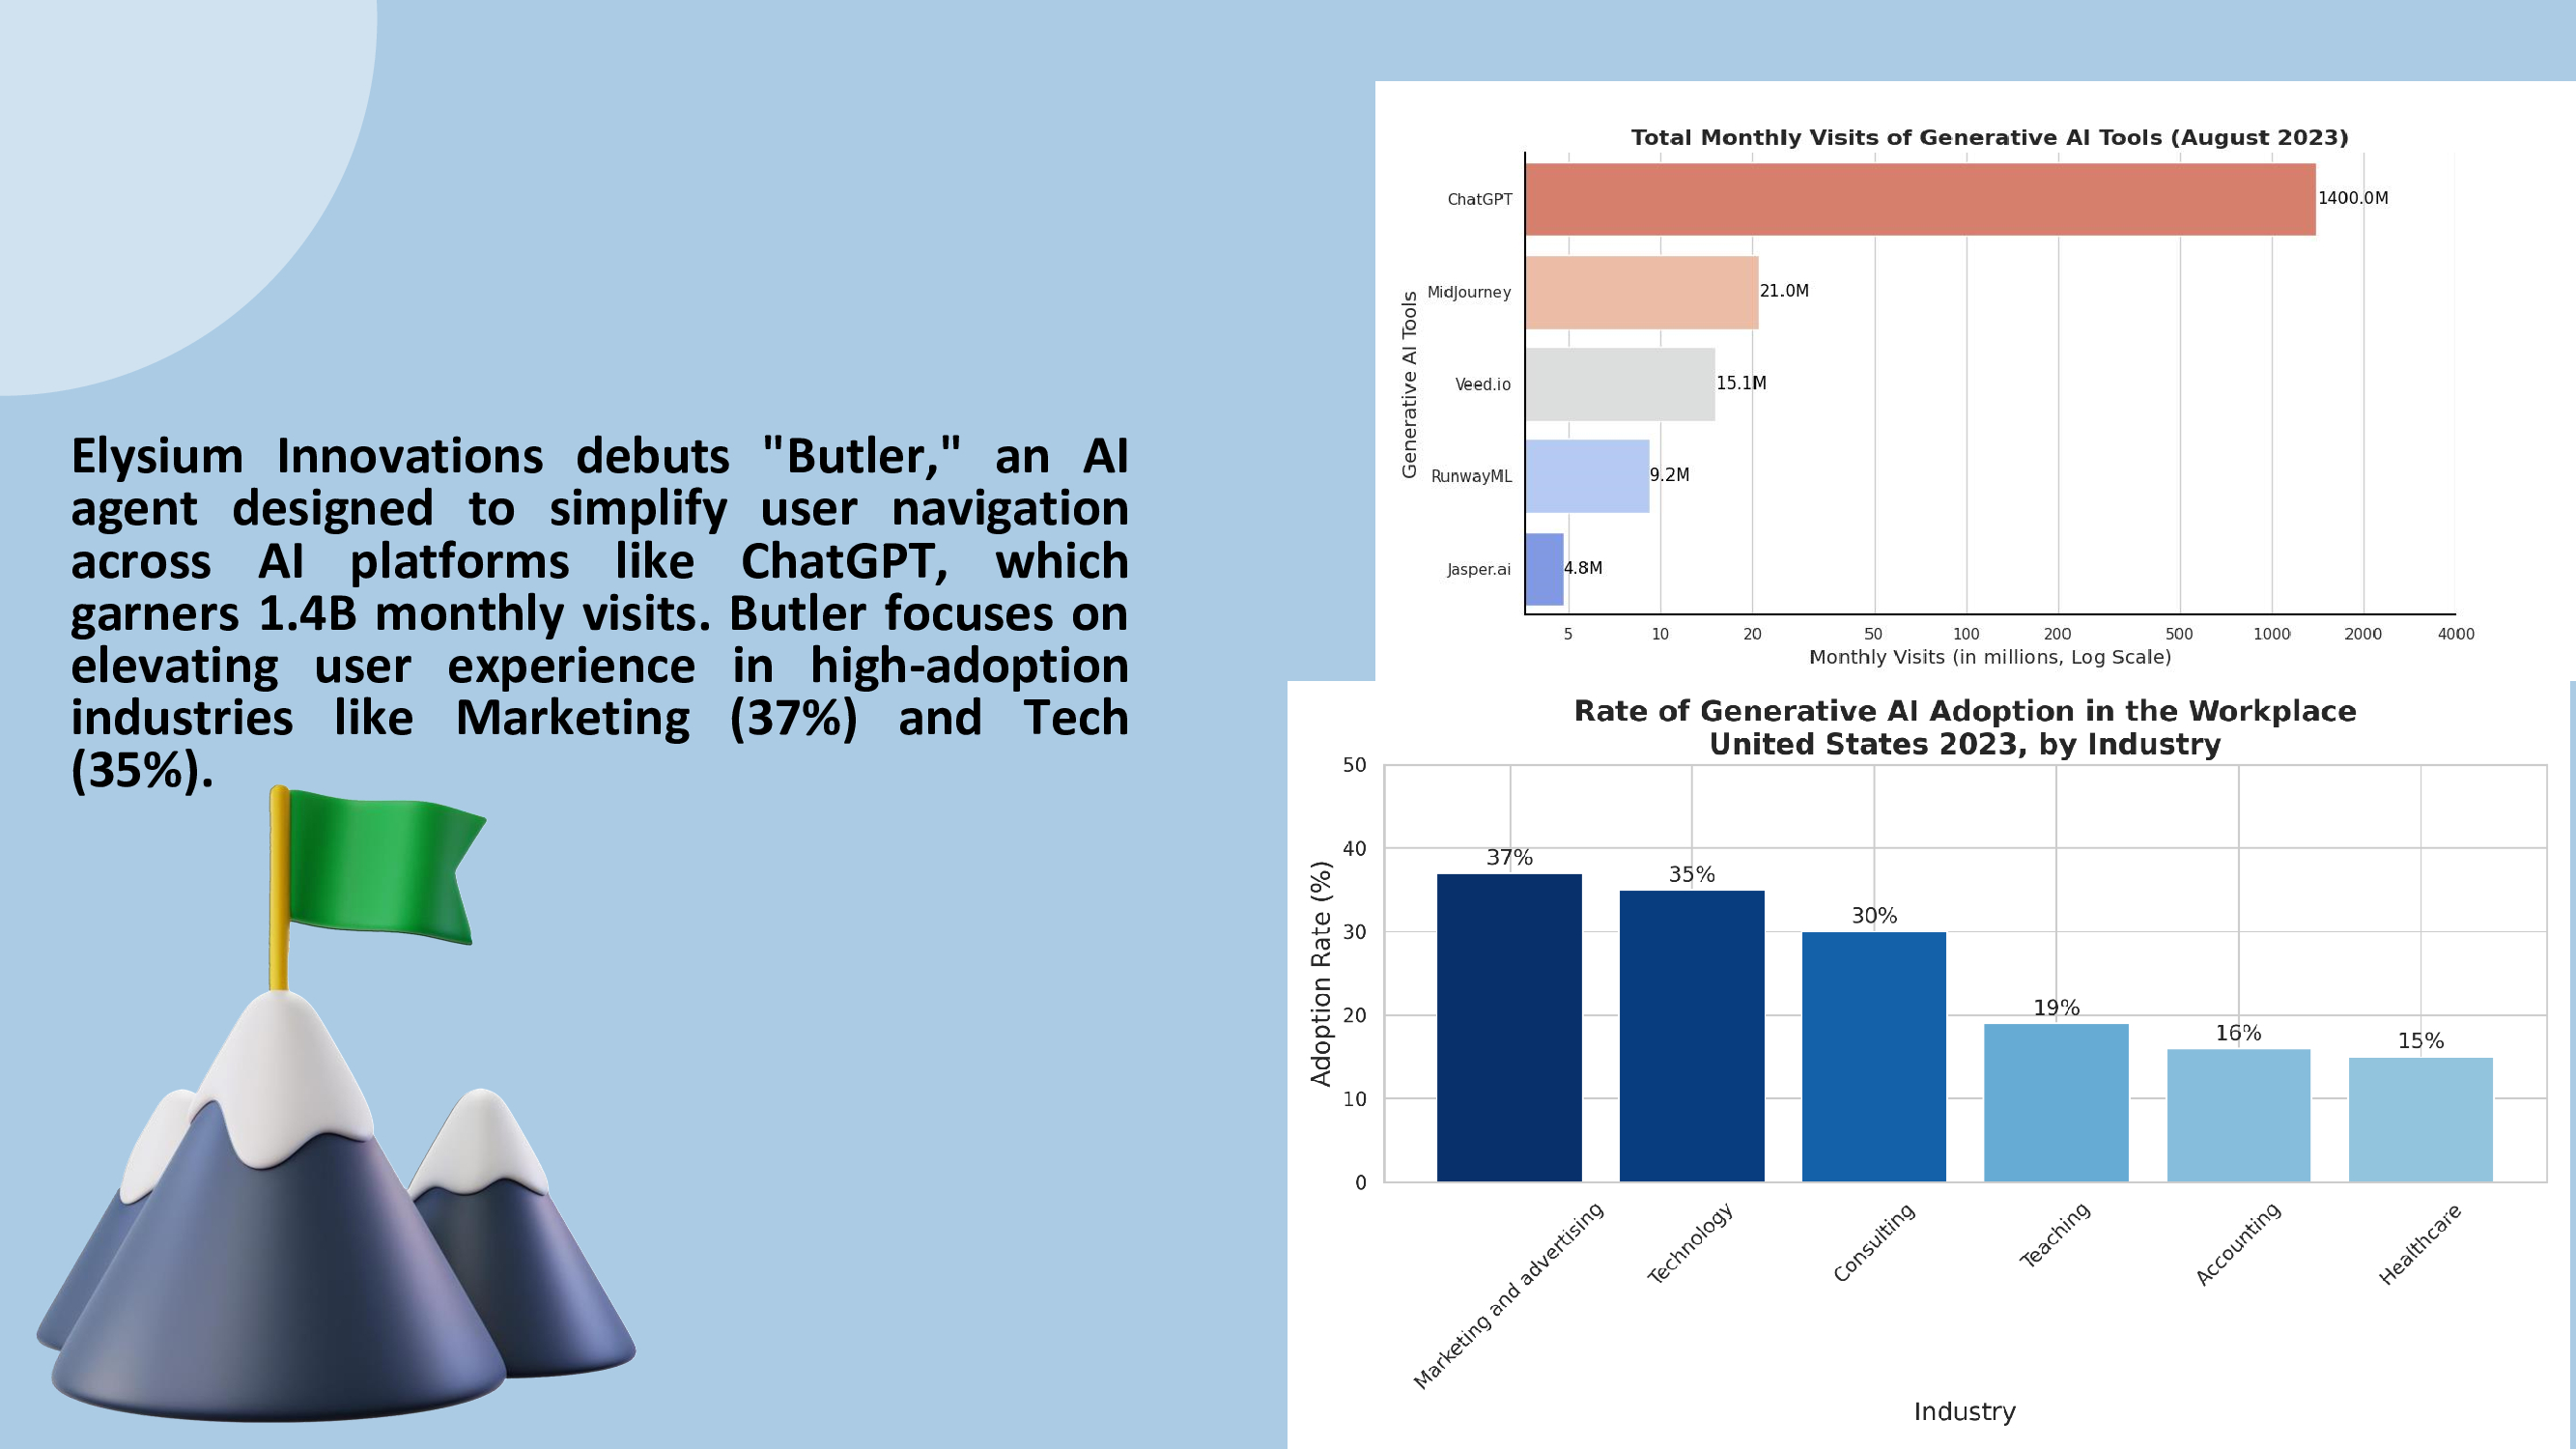 Elysium Innovations debuts "Butler," an AI
agent designed to simplify user navigation
across AI platforms like ChatGPT, which
garners 1.4B monthly visits. Butler focuses on
elevating user experience in high-adoption
industries like Marketing (37%) and Tech
(35%).
Total Monthly Visits of Generative AI Tools (August 2023)
Generative AI Tools
ChatGPT
1400.0M
MidJourney
21.0M
Veed.io
15.1M
RunwayML
9.2M
Jasper.ai
4.8M
5 10 20 50 100 200 500 1000 2000 4000
Monthly Visits (in millions, Log Scale)
Rate of Generative AI Adoption in the Workplace
United States 2023, by Industry
Adoption Rate (%)
50
40
30
20
10
0
37%
35%
30%
19%
16%
15%
Marketing and advertising
Technology
Consulting
Teaching
Accounting
Healthcare
Industry